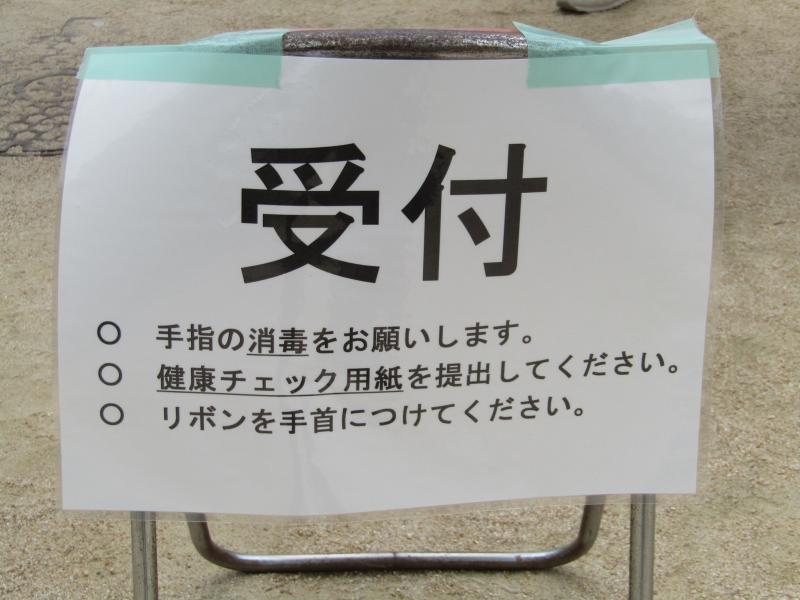 受付
○ 手指の消毒をお願いします。
○ 健康チェック用紙を提出してください。
○ リボンを手首につけてください。